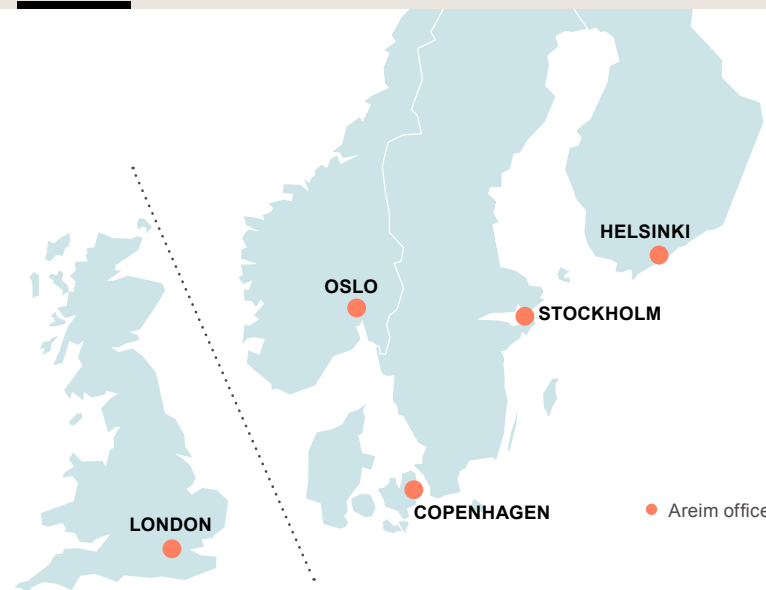 HELSINKI
OSLO
STOCKHOLM
COPENHAGEN
Areim office
LONDON